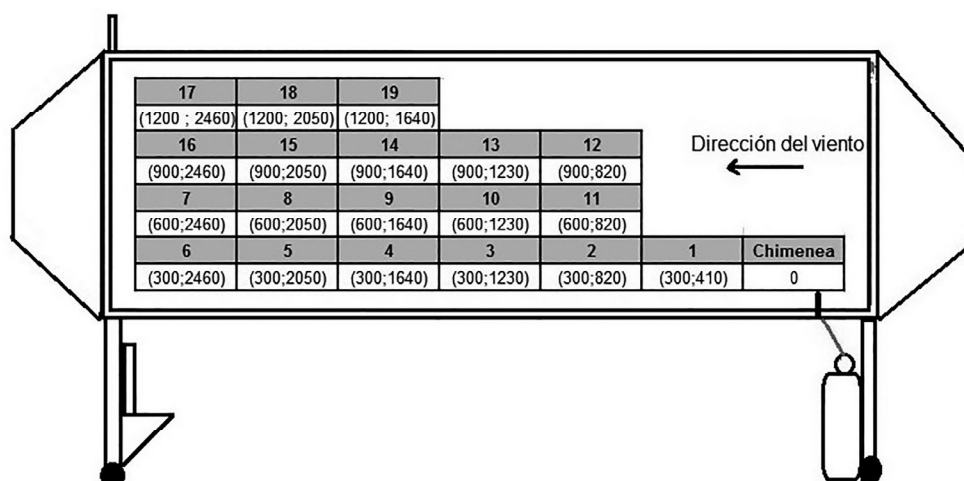 17 18 19
(1200 ; 2460) (1200; 2050) (1200; 1640)
16 15 14 13 12
Dirección del viento
(900;2460) (900;2050) (900;1640) (900;1230) (900;820)
7 8 9 10 11
(600;2460) (600;2050) (600;1640) (600;1230) (600;820)
6 5 4 3 2 1 Chimenea
(300;2460) (300;2050) (300;1640) (300;1230) (300;820) (300;410) 0